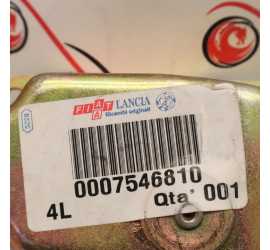 FIAT LANCIA
Ricambi originali
0007546810
4L Qta' 001